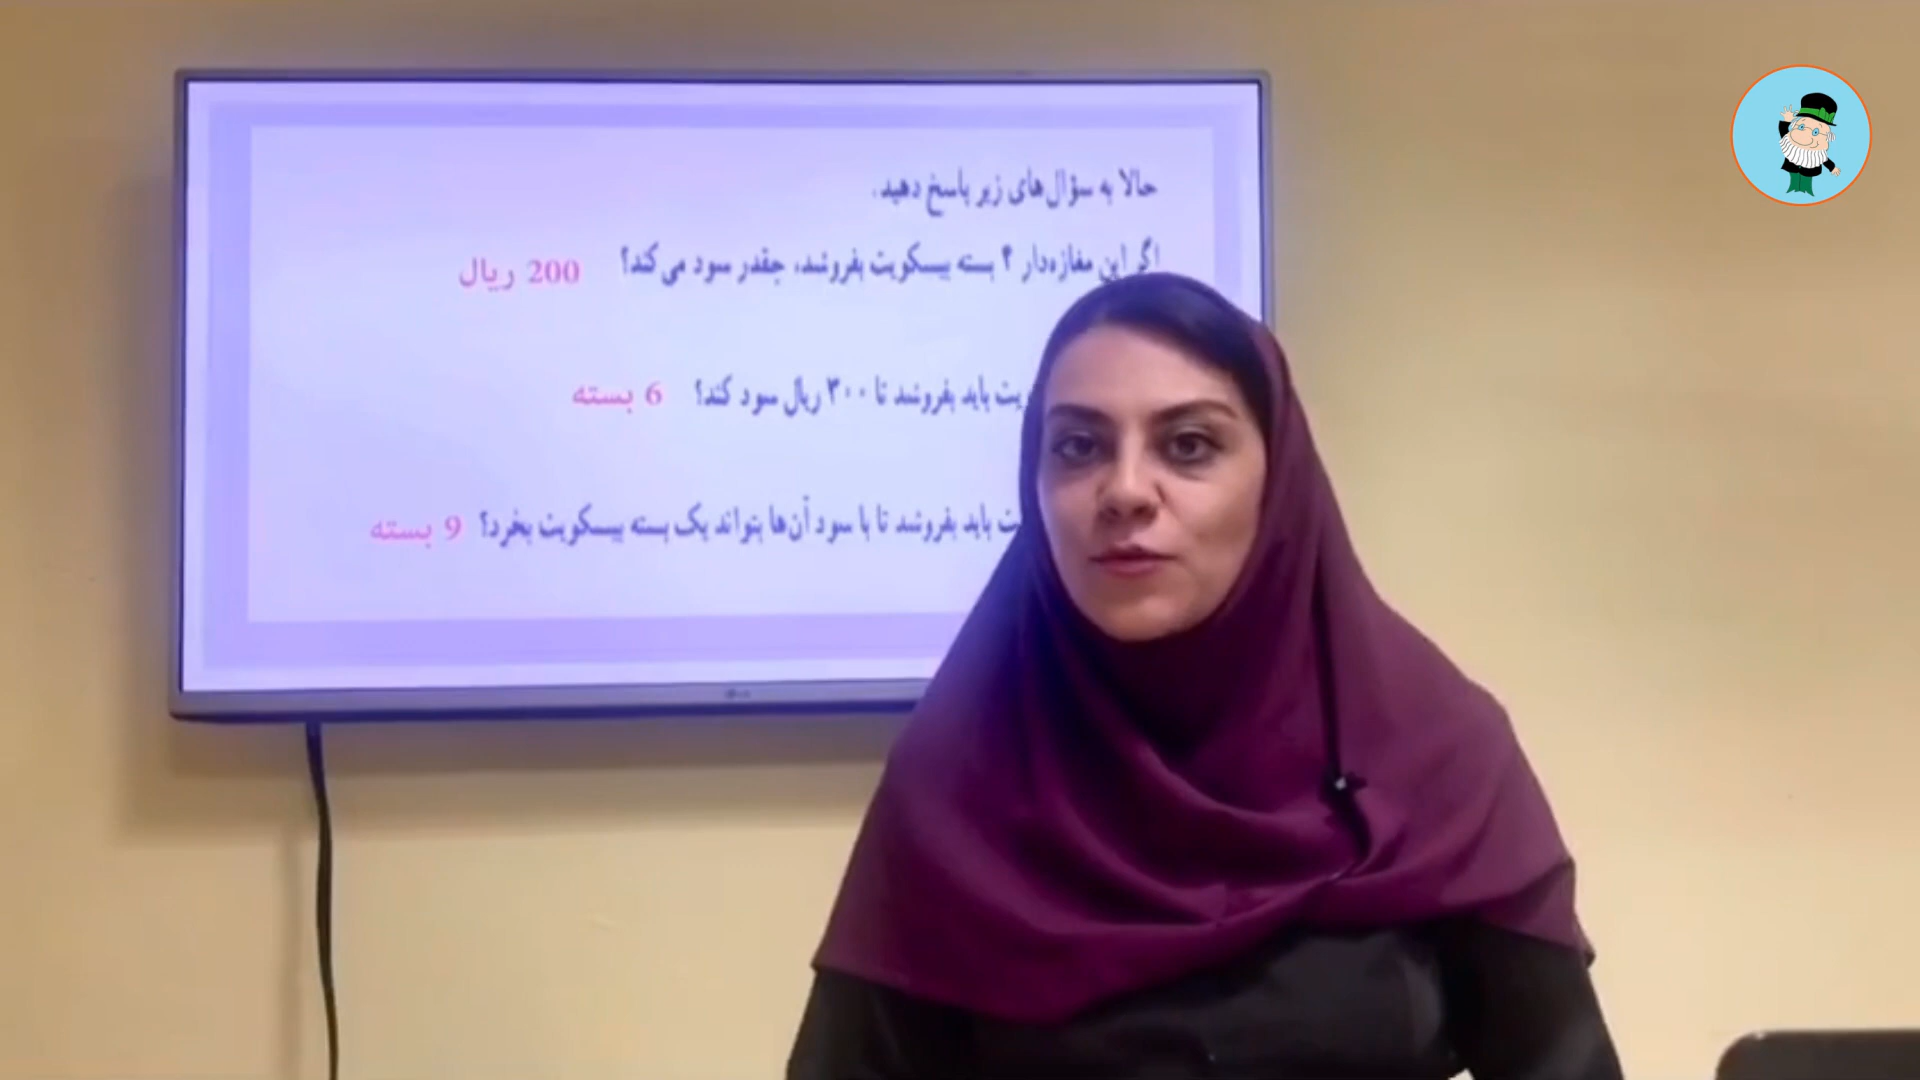 حالا به سؤال‌های زیر پاسخ دهید.
اگر این مغازه‌دار ۴ بسته بیسکویت بفروشد، چقدر سود می‌کند؟ 200 ریال
باید بفروشد تا ۳۰۰ ریال سود کند؟ 6 بسته
باید بفروشد تا با سود آن‌ها بتواند یک بسته بیسکویت بخرد؟ 9 بسته